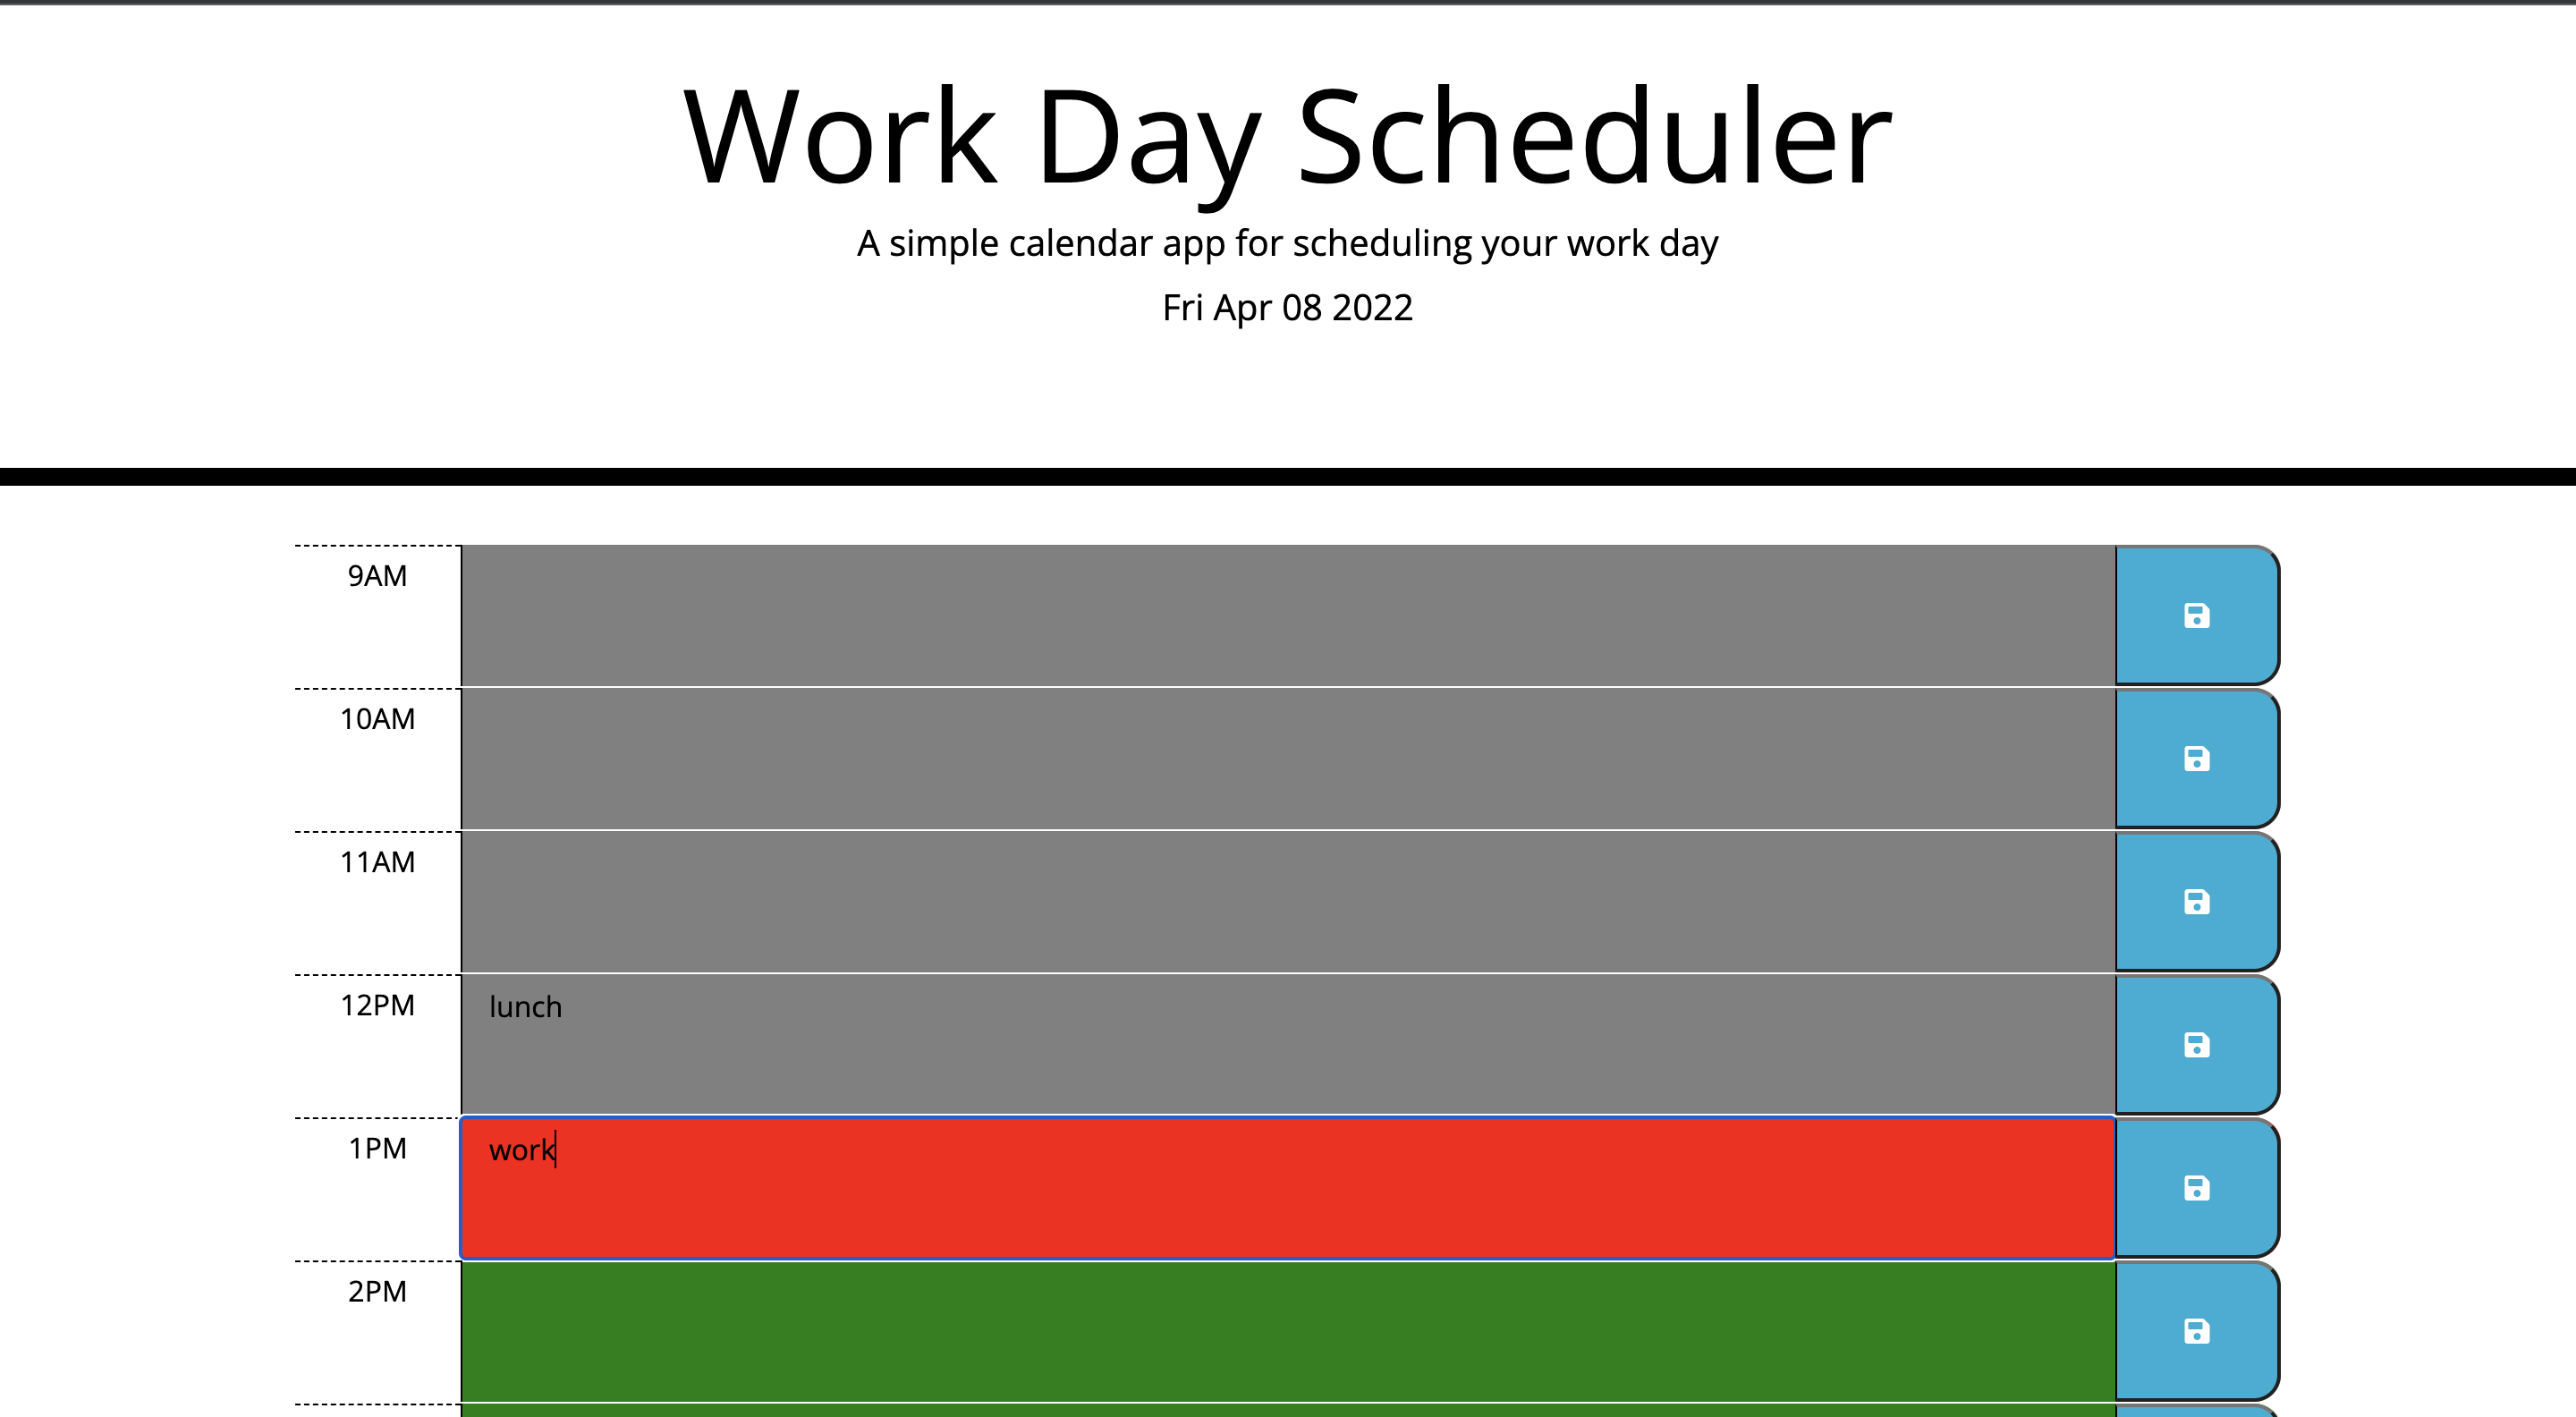 Work Day Scheduler
A simple calendar app for scheduling your work day
Fri Apr 08 2022
9AM
10AM
11AM
12PM lunch
1PM work
2PM